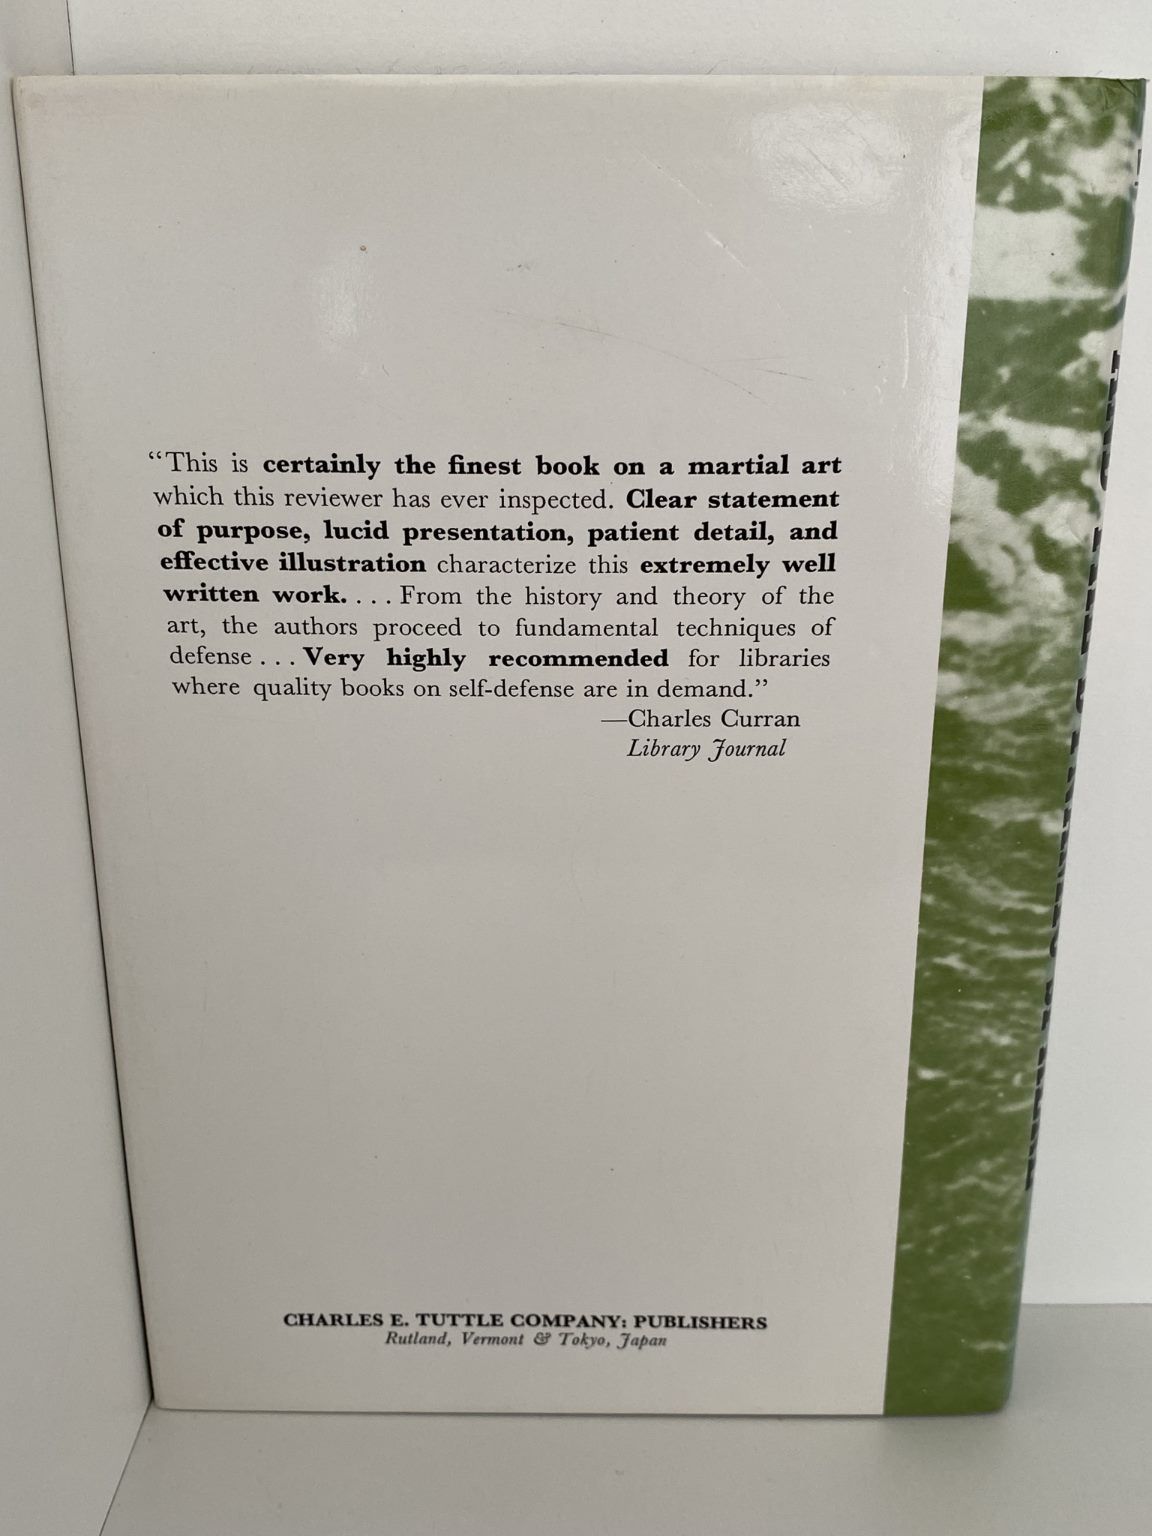 “This is certainly the finest book on a martial art
which this reviewer has ever inspected. Clear statement
of purpose, lucid presentation, patient detail, and
effective illustration characterize this extremely well
written work. . . . From the history and theory of the
art, the authors proceed to fundamental techniques of
defense . . . Very highly recommended for libraries
where quality books on self-defense are in demand.”
—Charles Curran
Library Journal
CHARLES E. TUTTLE COMPANY: PUBLISHERS
Rutland, Vermont & Tokyo, Japan